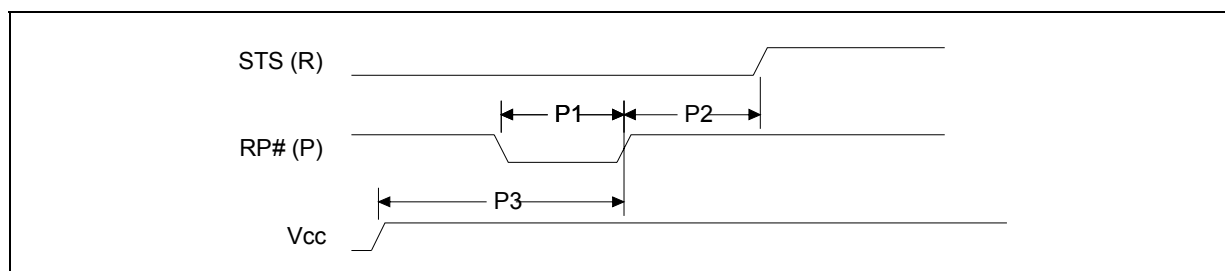 STS (R)
P1 P2
RP# (P)
P3
Vcc